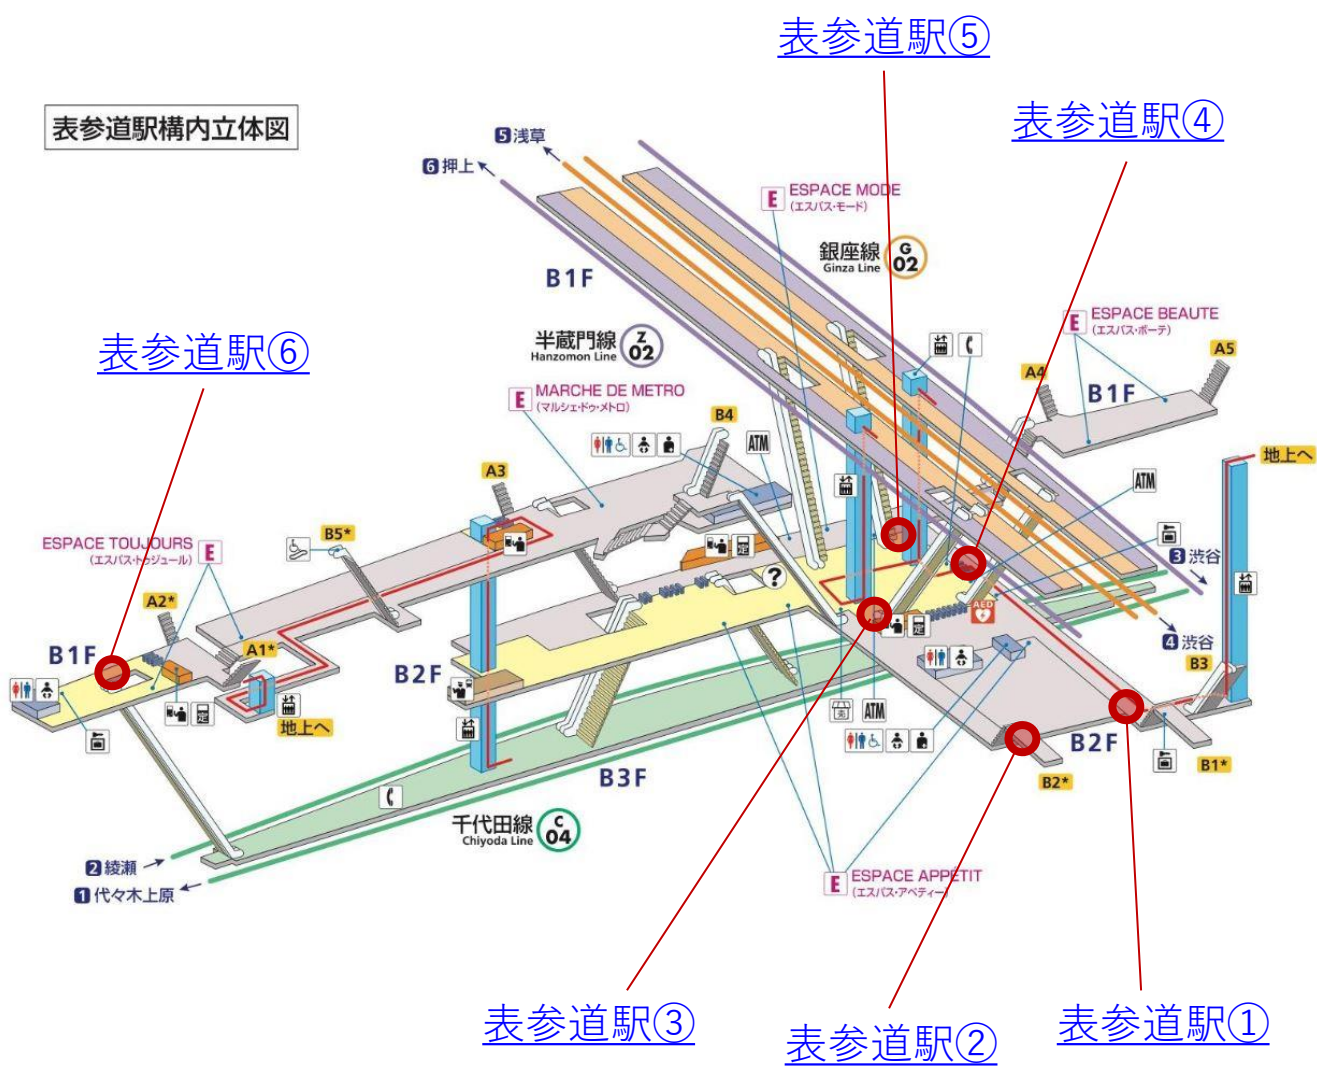 表参道駅⑤
表参道駅④
表参道駅構内立体図
5 浅草
6 押上
E ESPACE MODE
(エスパス・モード)
銀座線 G 02
Ginza Line
B1F
E ESPACE BEAUTE
(エスパス・ボーテ)
半蔵門線 Z 02
Hanzomon Line
表参道駅⑥
A5
A4
B1F
E MARCHE DE METRO
(マルシェ・ドゥ・メトロ)
B4
ATM
地上へ
A3
ATM
B5*
ESPACE TOUJOURS E
(エスパス・トゥジュール)
定
?
3 渋谷
A2*
AED
定
A1*
4 渋谷
B1F
B2F
B3
定
地上へ
ATM
B2F
B1*
B3F
B2*
千代田線 C 04
Chiyoda Line
2 綾瀬
1 代々木上原
E ESPACE APPÉTIT
(エスパス・アペティー)
表参道駅③
表参道駅②
表参道駅①